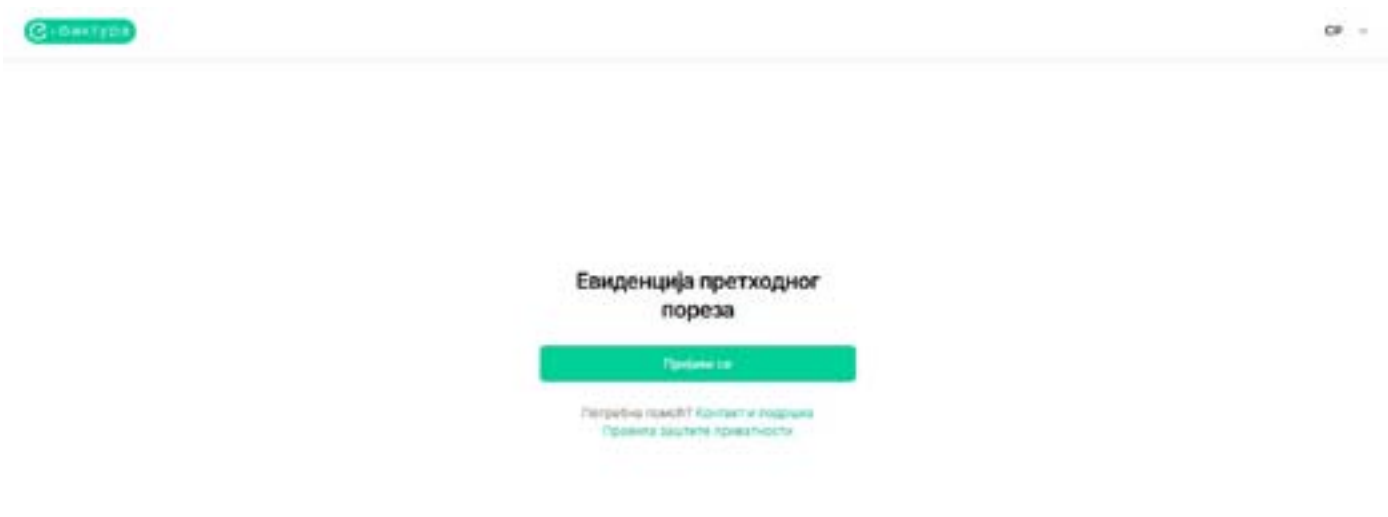 е-Фактура
СР
Евиденција претходног
пореза
Пријави се
Потребна помоћ? Контакт и подршка
Правила заштите приватности